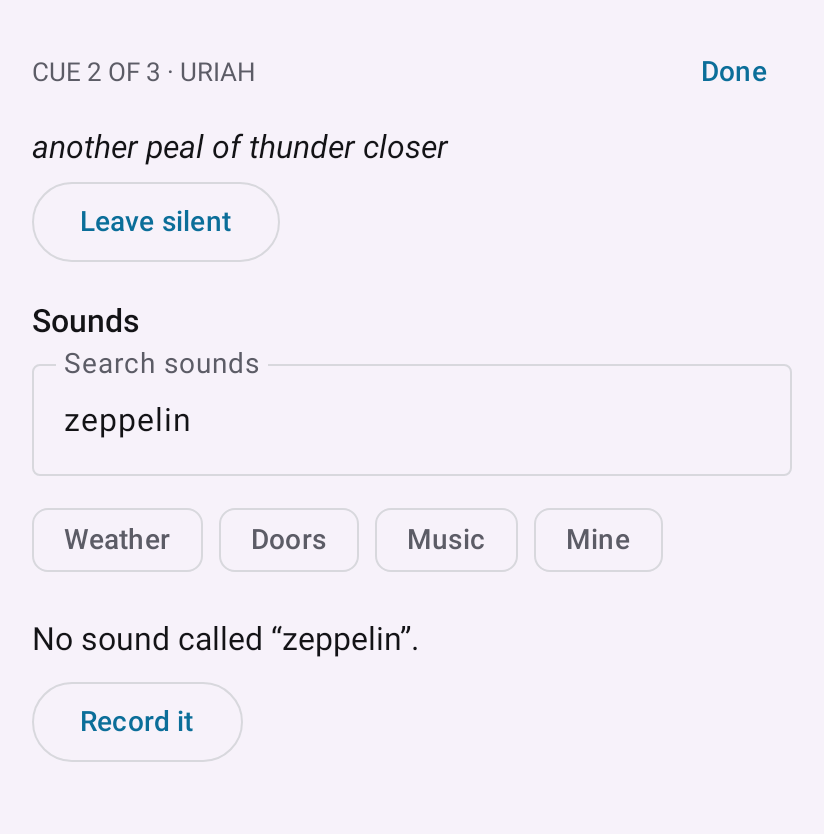 CUE 2 OF 3 · URIAH
Done
another peal of thunder closer
Leave silent
Sounds
Search sounds
zeppelin
Weather
Doors
Music
Mine
No sound called “zeppelin”.
Record it